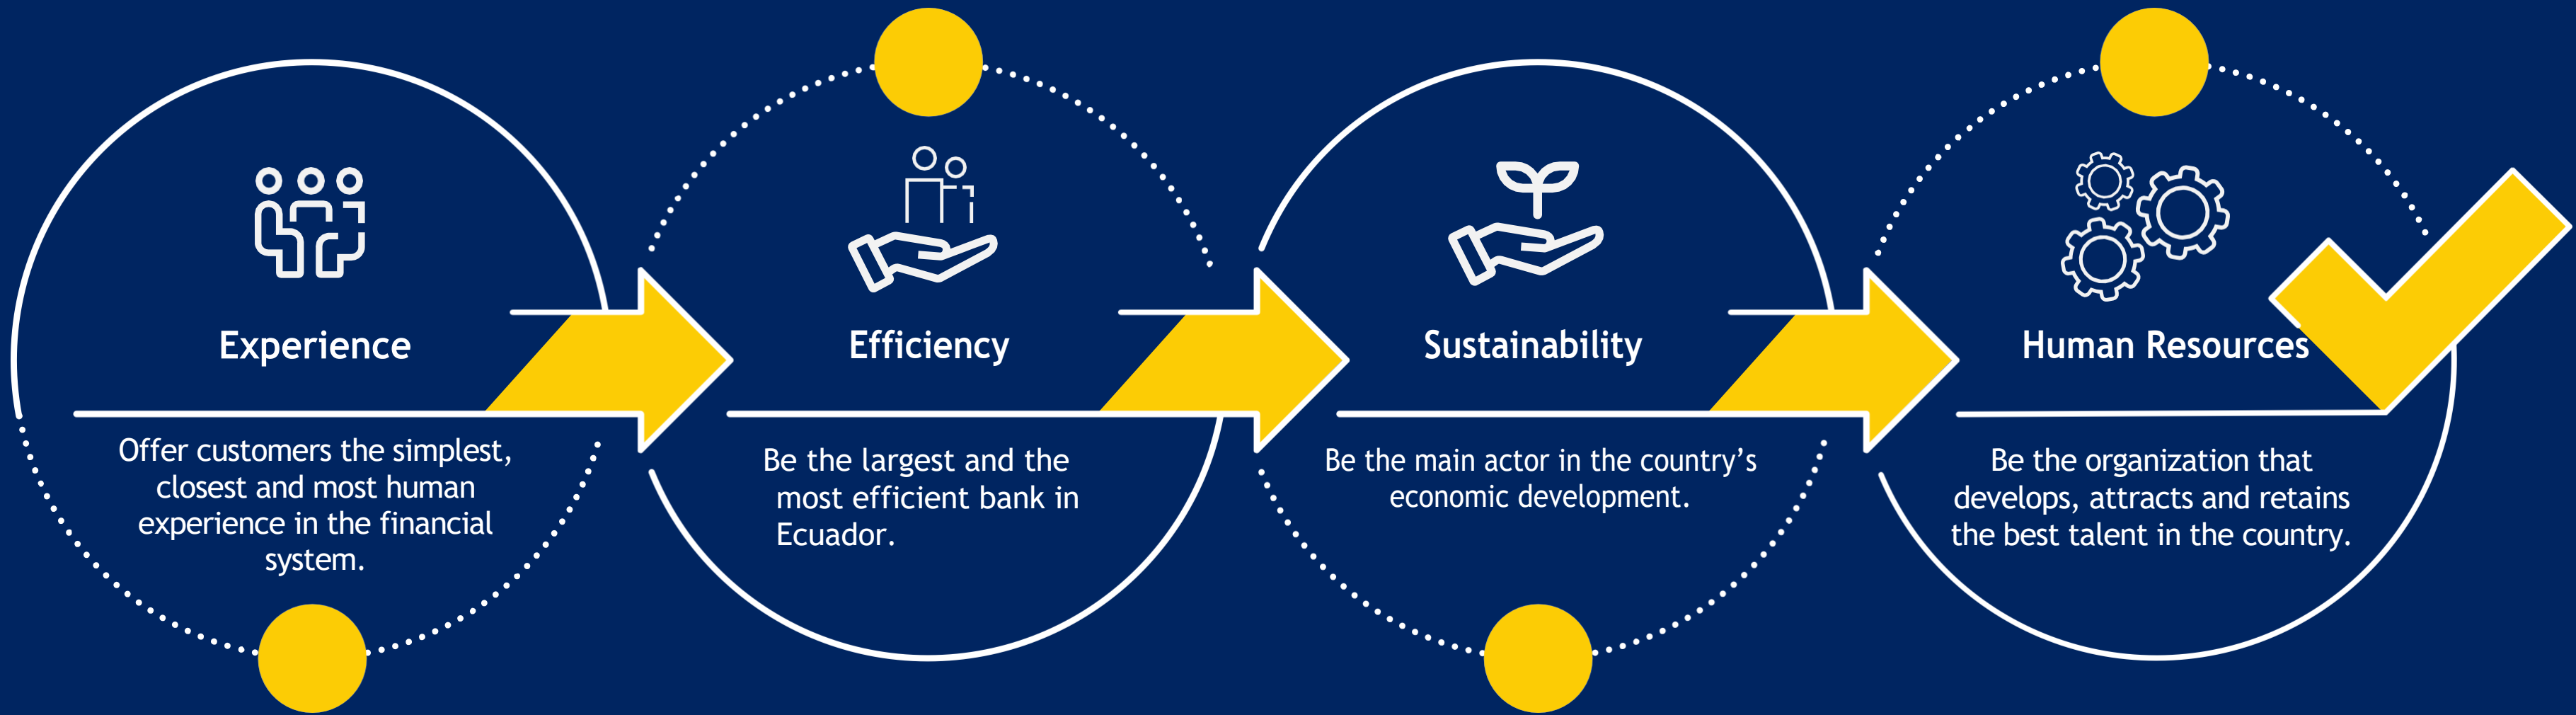 Experience
Offer customers the simplest,
closest and most human
experience in the financial
system.
Efficiency
Be the largest and the
most efficient bank in
Ecuador.
Sustainability
Be the main actor in the country’s
economic development.
Human Resources
Be the organization that
develops, attracts and retains
the best talent in the country.